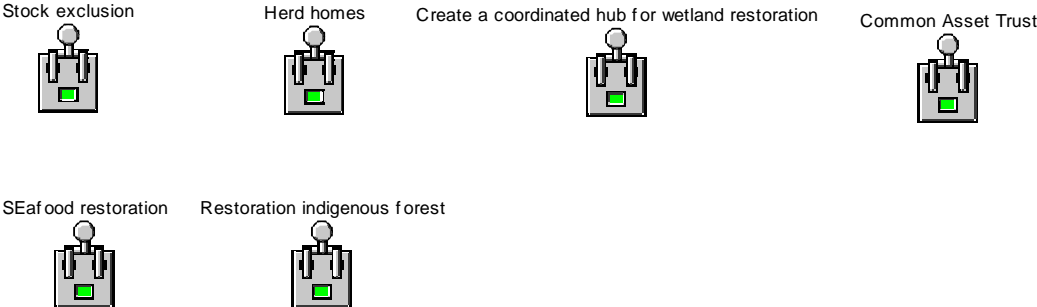 Stock exclusion
Herd homes
Create a coordinated hub for wetland restoration
Common Asset Trust
SEafood restoration
Restoration indigenous forest